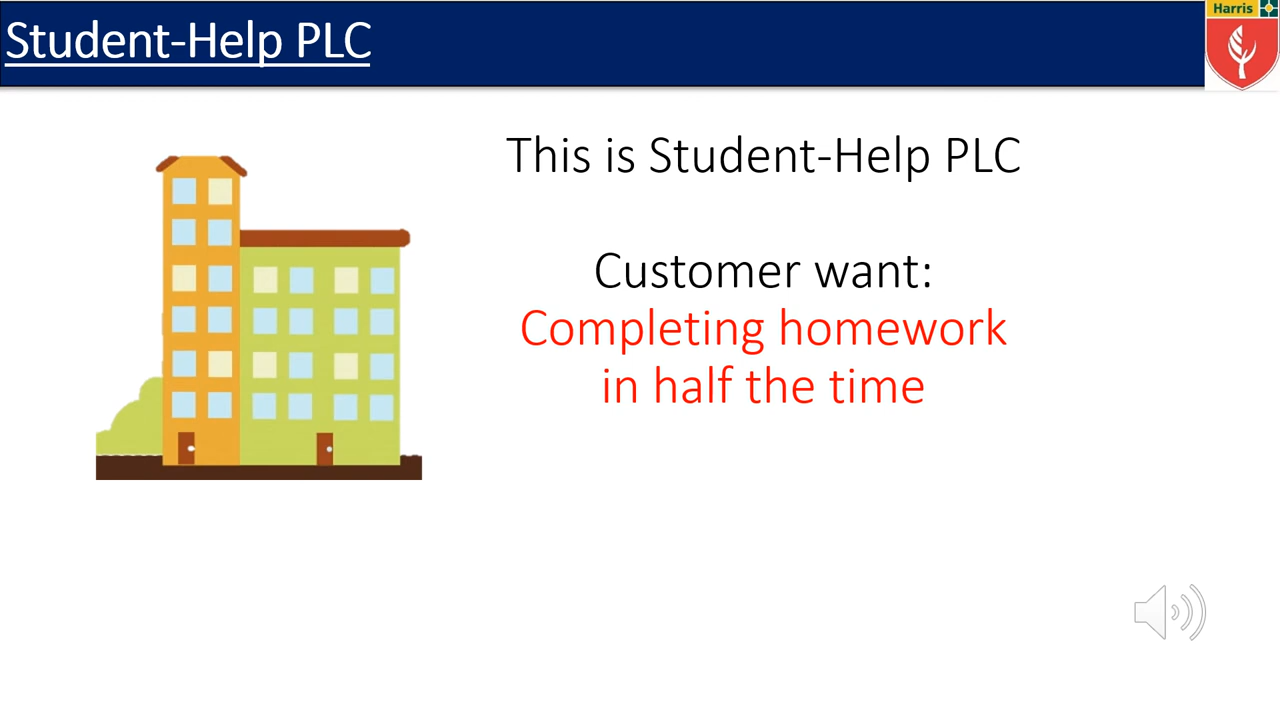 Student-Help PLC
Harris
This is Student-Help PLC
Customer want:
Completing homework
in half the time